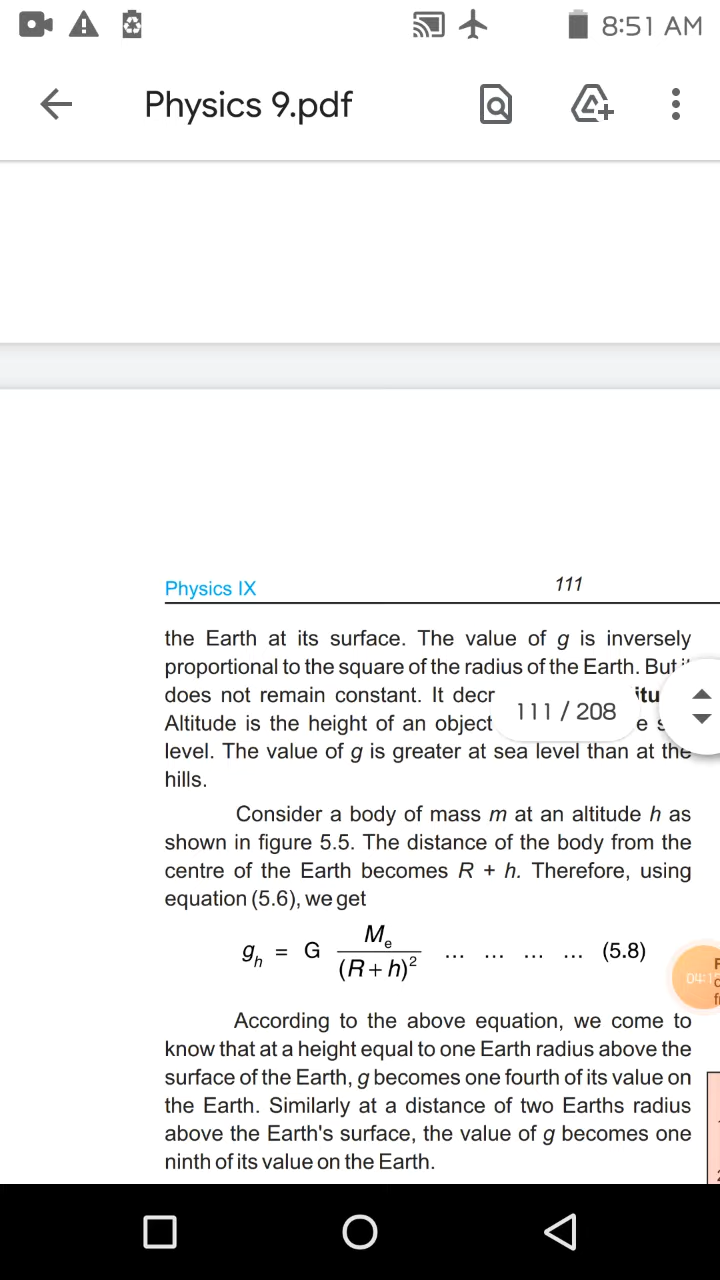 8:51 AM
Physics 9.pdf
Physics IX 111
the Earth at its surface. The value of g is inversely
proportional to the square of the radius of the Earth. But
does not remain constant. It decr
111 / 208
Altitude is the height of an object
level. The value of g is greater at sea level than at the
hills.
Consider a body of mass m at an altitude h as
shown in figure 5.5. The distance of the body from the
centre of the Earth becomes R + h. Therefore, using
equation (5.6), we get
g_h = G M_e / (R + h)² ... ... ... ... (5.8)
According to the above equation, we come to
know that at a height equal to one Earth radius above the
surface of the Earth, g becomes one fourth of its value on
the Earth. Similarly at a distance of two Earths radius
above the Earth's surface, the value of g becomes one
ninth of its value on the Earth.